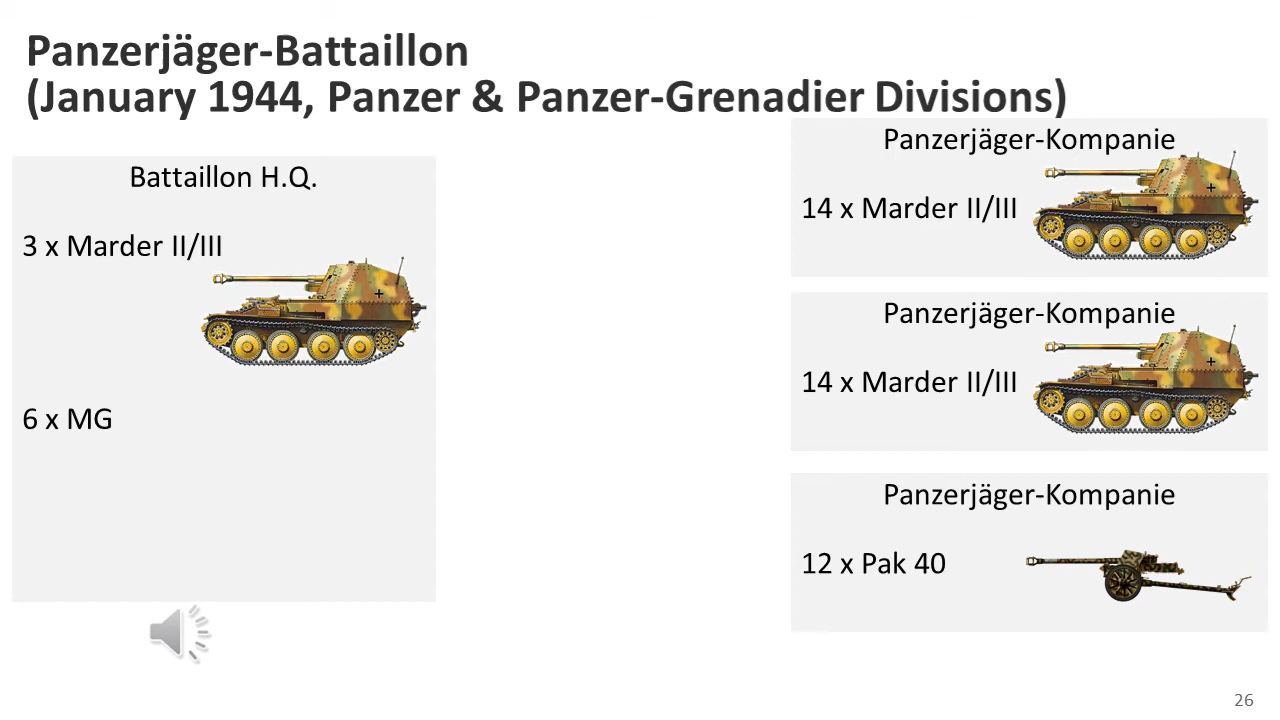 Panzerjäger-Battaillon
(January 1944, Panzer & Panzer-Grenadier Divisions)
Battaillon H.Q.
3 x Marder II/III
6 x MG
Panzerjäger-Kompanie
14 x Marder II/III
Panzerjäger-Kompanie
14 x Marder II/III
Panzerjäger-Kompanie
12 x Pak 40
26